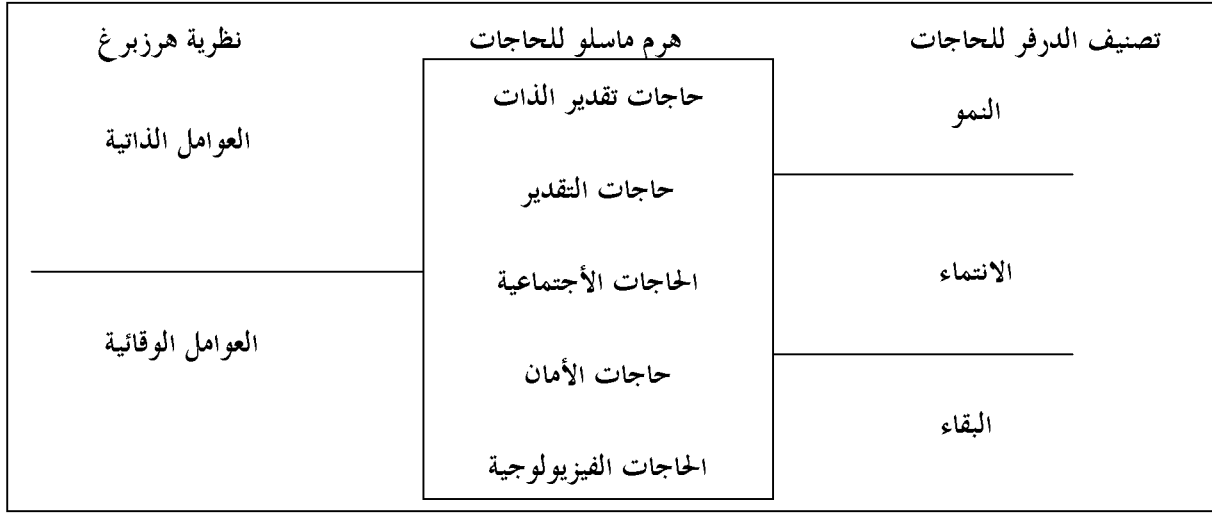 تصنيف الدرفر للحاجات
هرم ماسلو للحاجات
نظرية هرزبرغ
النمو
الانتماء
البقاء
حاجات تقدير الذات
حاجات التقدير
الحاجات الأجتماعية
حاجات الأمان
الحاجات الفيزيولوجية
العوامل الذاتية
العوامل الوقائية